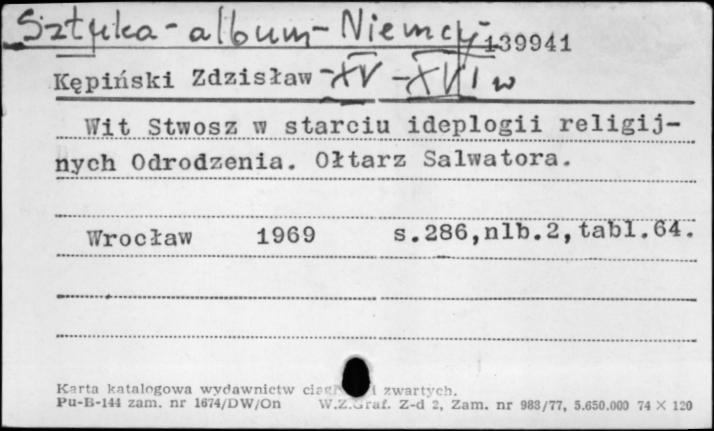 Sztuka - album - Niemcy -
139941
Kępiński Zdzisław - XV - XVI w
Wit Stwosz w starciu ideplogii religij-
nych Odrodzenia. Ołtarz Salwatora.
Wrocław 1969 s.286,nlb.2,tabl.64.
Karta katalogowa wydawnictw i zwartych.
Pu-B-144 zam. nr 1674/DW/On W.Z.Graf. Z-d 2, Zam. nr 983/77, 5.650.000 74 X 120